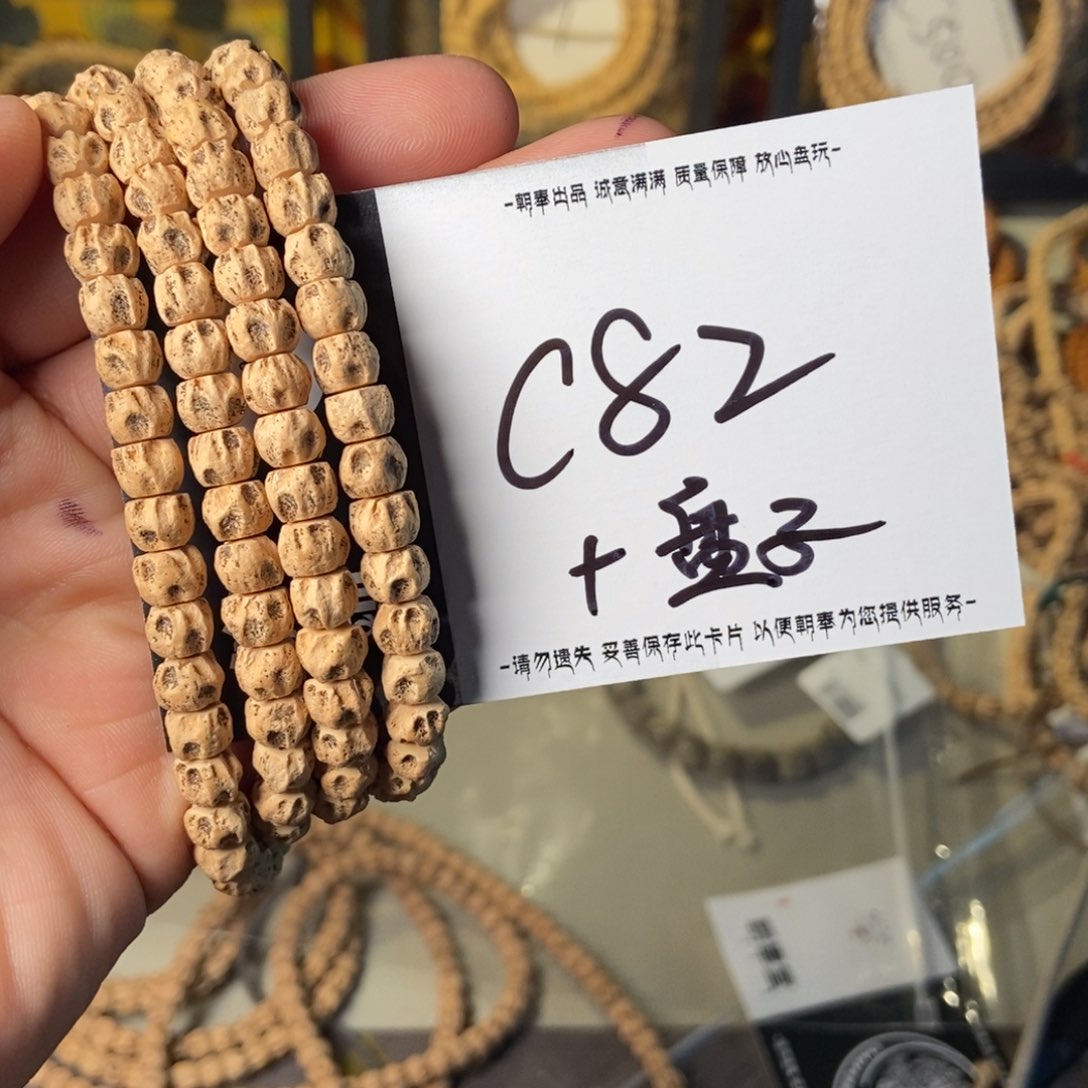 -朝奉出品 诚意满满 质量保障 放心盘玩-
C82
+盘子
-请勿遗失 妥善保存此卡片 以便朝奉为您提供服务-